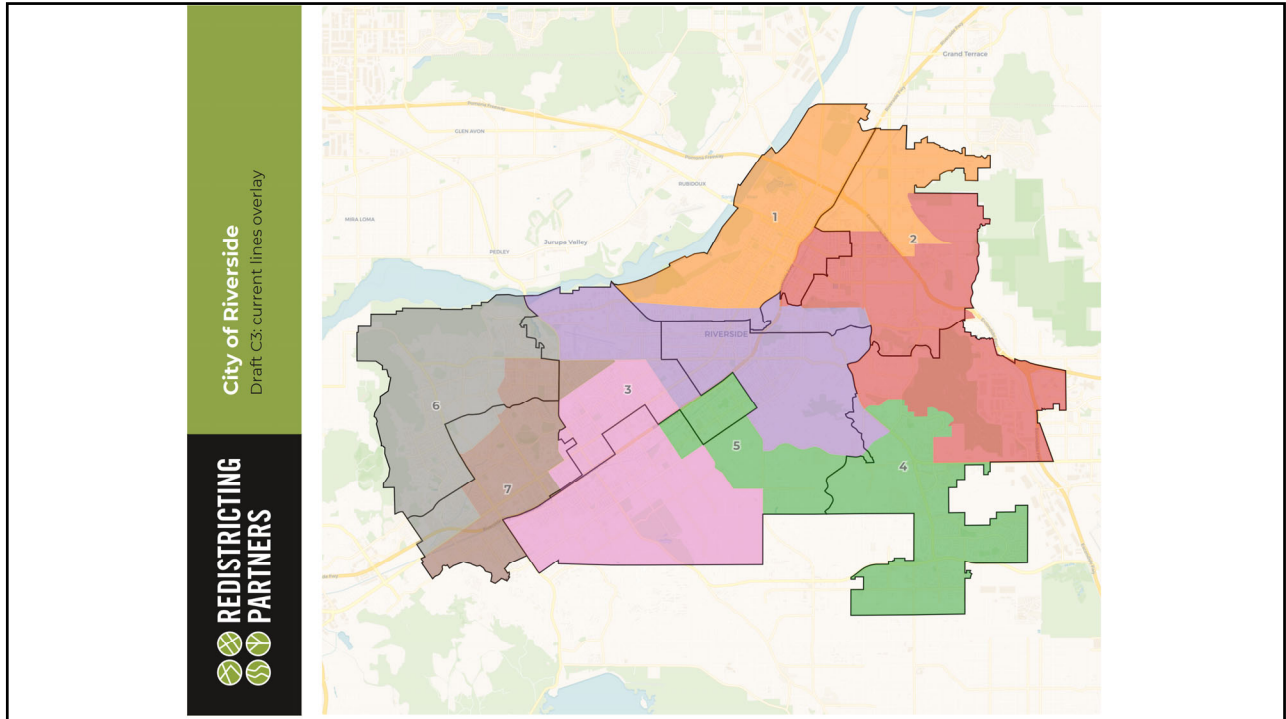 City of Riverside
Draft C3: current lines overlay
REDISTRICTING
PARTNERS
Grand Terrace
GLEN AVON
RUBIDOUX
MIRA LOMA
Jurupa Valley
PEDLEY
RIVERSIDE
1
2
3
6
5
4
7